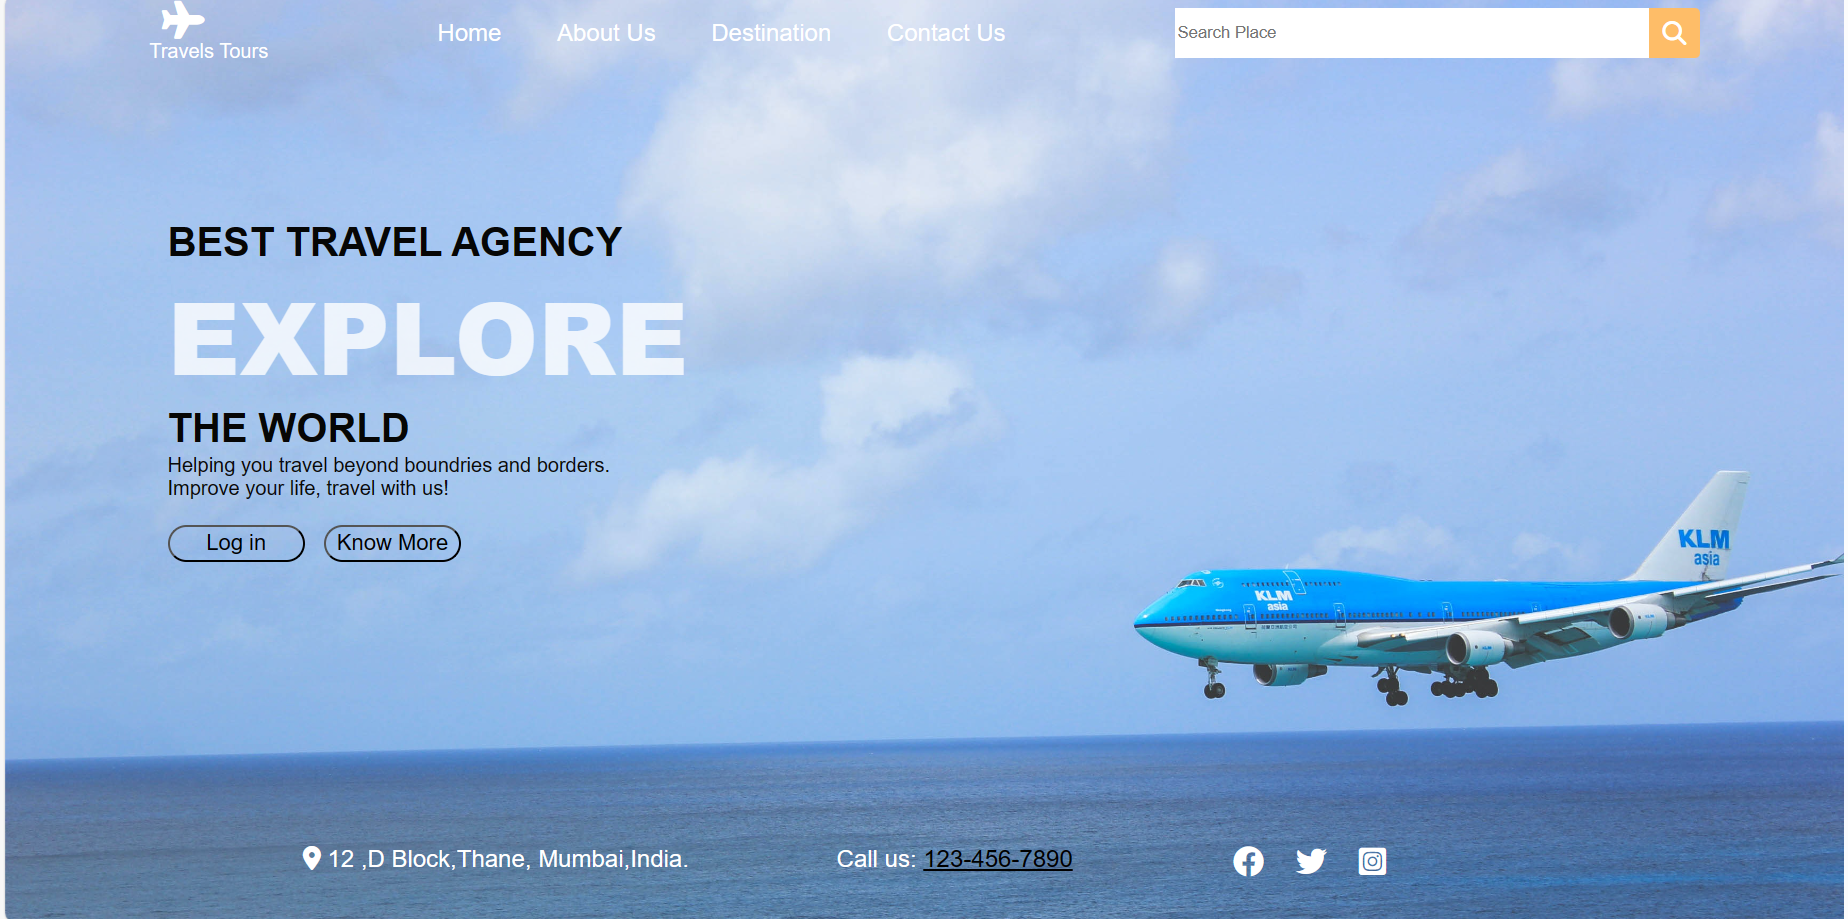 Travels Tours
Home
About Us
Destination
Contact Us
Search Place
BEST TRAVEL AGENCY
EXPLORE
THE WORLD
Helping you travel beyond boundries and borders.
Improve your life, travel with us!
Log in
Know More
KLM
asia
KLM
asia
12 ,D Block,Thane, Mumbai,India.
Call us: 123-456-7890